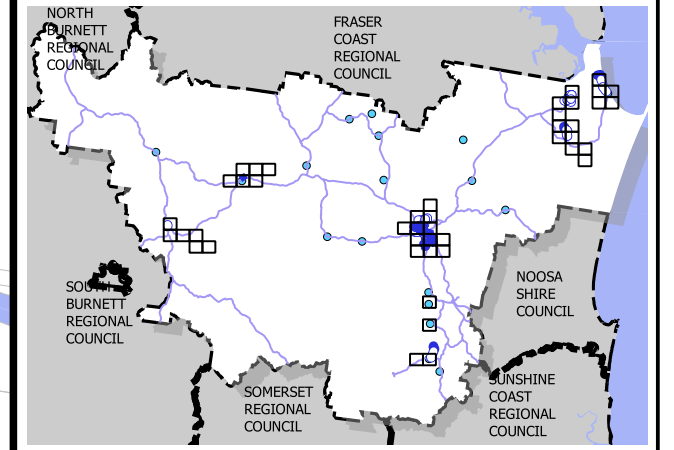 NORTH
BURNETT
REGIONAL
COUNCIL
FRASER
COAST
REGIONAL
COUNCIL
NOOSA
SHIRE
COUNCIL
SOUTH
BURNETT
REGIONAL
COUNCIL
SOMERSET
REGIONAL
COUNCIL
SUNSHINE
COAST
REGIONAL
COUNCIL